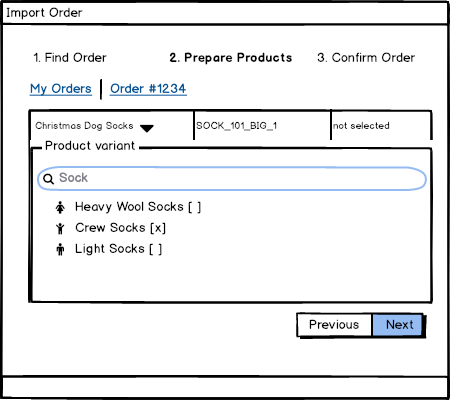 Import Order
1. Find Order 2. Prepare Products 3. Confirm Order
My Orders Order #1234
Christmas Dog Socks SOCK_101_BIG_1 not selected
Product variant
Sock
Heavy Wool Socks [ ]
Crew Socks [x]
Light Socks [ ]
Previous Next